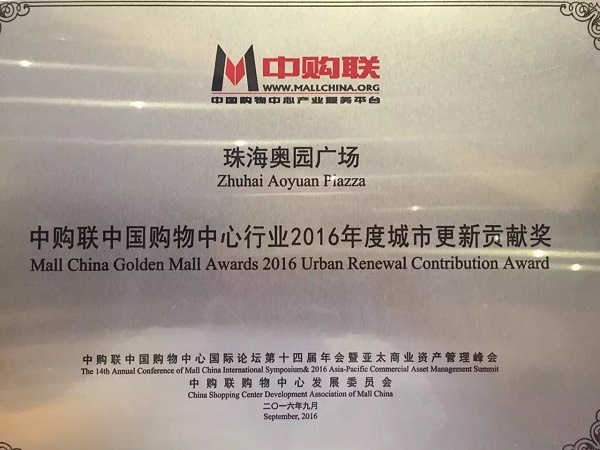 中购联
WWW.MALLCHINA.ORG
中国购物中心产业服务平台
珠海奥园广场
Zhuhai Aoyuan Piazza
中购联中国购物中心行业2016年度城市更新贡献奖
Mall China Golden Mall Awards 2016 Urban Renewal Contribution Award
中购联中国购物中心国际论坛第十四届年会暨亚太商业资产管理峰会
The 14th Annual Conference of Mall China International Symposium& 2016 Asia-Pacific Commercial Asset Management Summit
中购联购物中心发展委员会
China Shopping Center Development Association of Mall China
二〇一六年九月
September, 2016